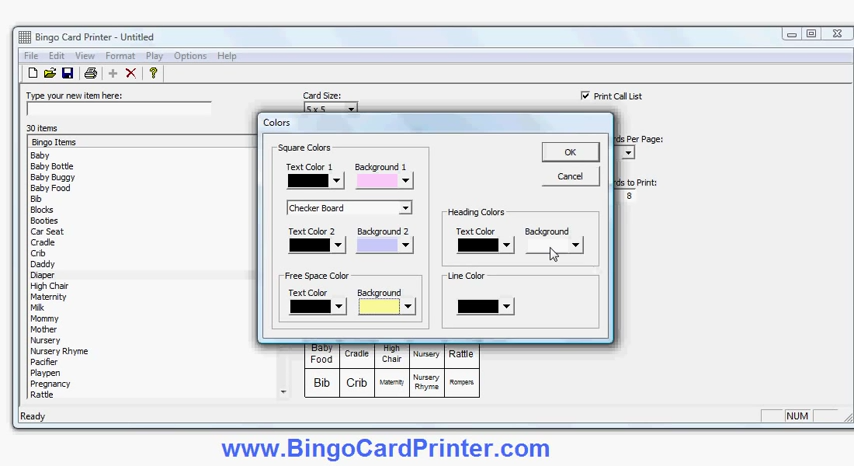 Bingo Card Printer - Untitled
File Edit View Format Play Options Help
Type your new item here:
Card Size:
5 x 5
Print Call List
30 items
Bingo Items
Baby
Baby Bottle
Baby Buggy
Baby Food
Bib
Blocks
Booties
Car Seat
Cradle
Crib
Daddy
Diaper
High Chair
Maternity
Milk
Mommy
Mother
Nursery
Nursery Rhyme
Pacifier
Playpen
Pregnancy
Rattle
Colors
Square Colors
Text Color 1 Background 1
Checker Board
Text Color 2 Background 2
Free Space Color
Text Color Background
OK
Cancel
Heading Colors
Text Color Background
Line Color
Per Page:
to Print:
8
Baby Food Cradle High Chair Nursery Rattle
Bib Crib Maternity Nursery Rhyme Rompers
Ready
NUM
www.BingoCardPrinter.com